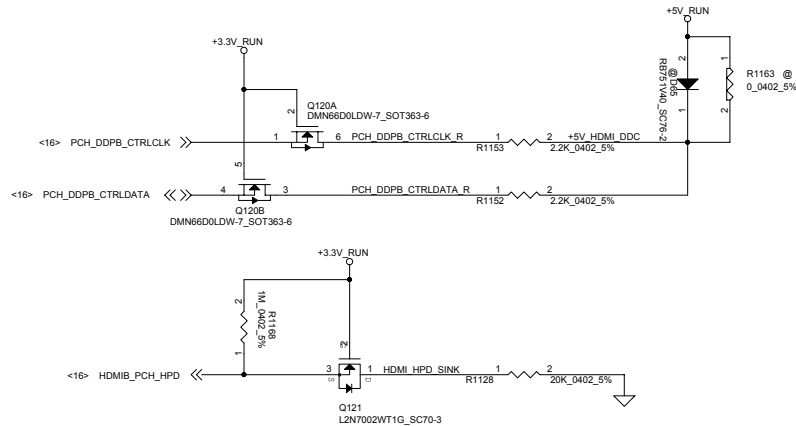 +5V_RUN
+3.3V_RUN
2
@D65
RB751V40_SC76-2
1
1
R1163 @
0_0402_5%
2
Q120A
DMN66D0LDW-7_SOT363-6
2
<16> PCH_DDPB_CTRLCLK
1
6
PCH_DDPB_CTRLCLK_R
1
2
+5V_HDMI_DDC
R1153
2.2K_0402_5%
5
<16> PCH_DDPB_CTRLDATA
4
3
PCH_DDPB_CTRLDATA_R
1
2
R1152
2.2K_0402_5%
Q120B
DMN66D0LDW-7_SOT363-6
+3.3V_RUN
2
R1168
1M_0402_5%
1
2
G
<16> HDMIB_PCH_HPD
3
S
1
D
HDMI_HPD_SINK
1
2
R1128
20K_0402_5%
Q121
L2N7002WT1G_SC70-3